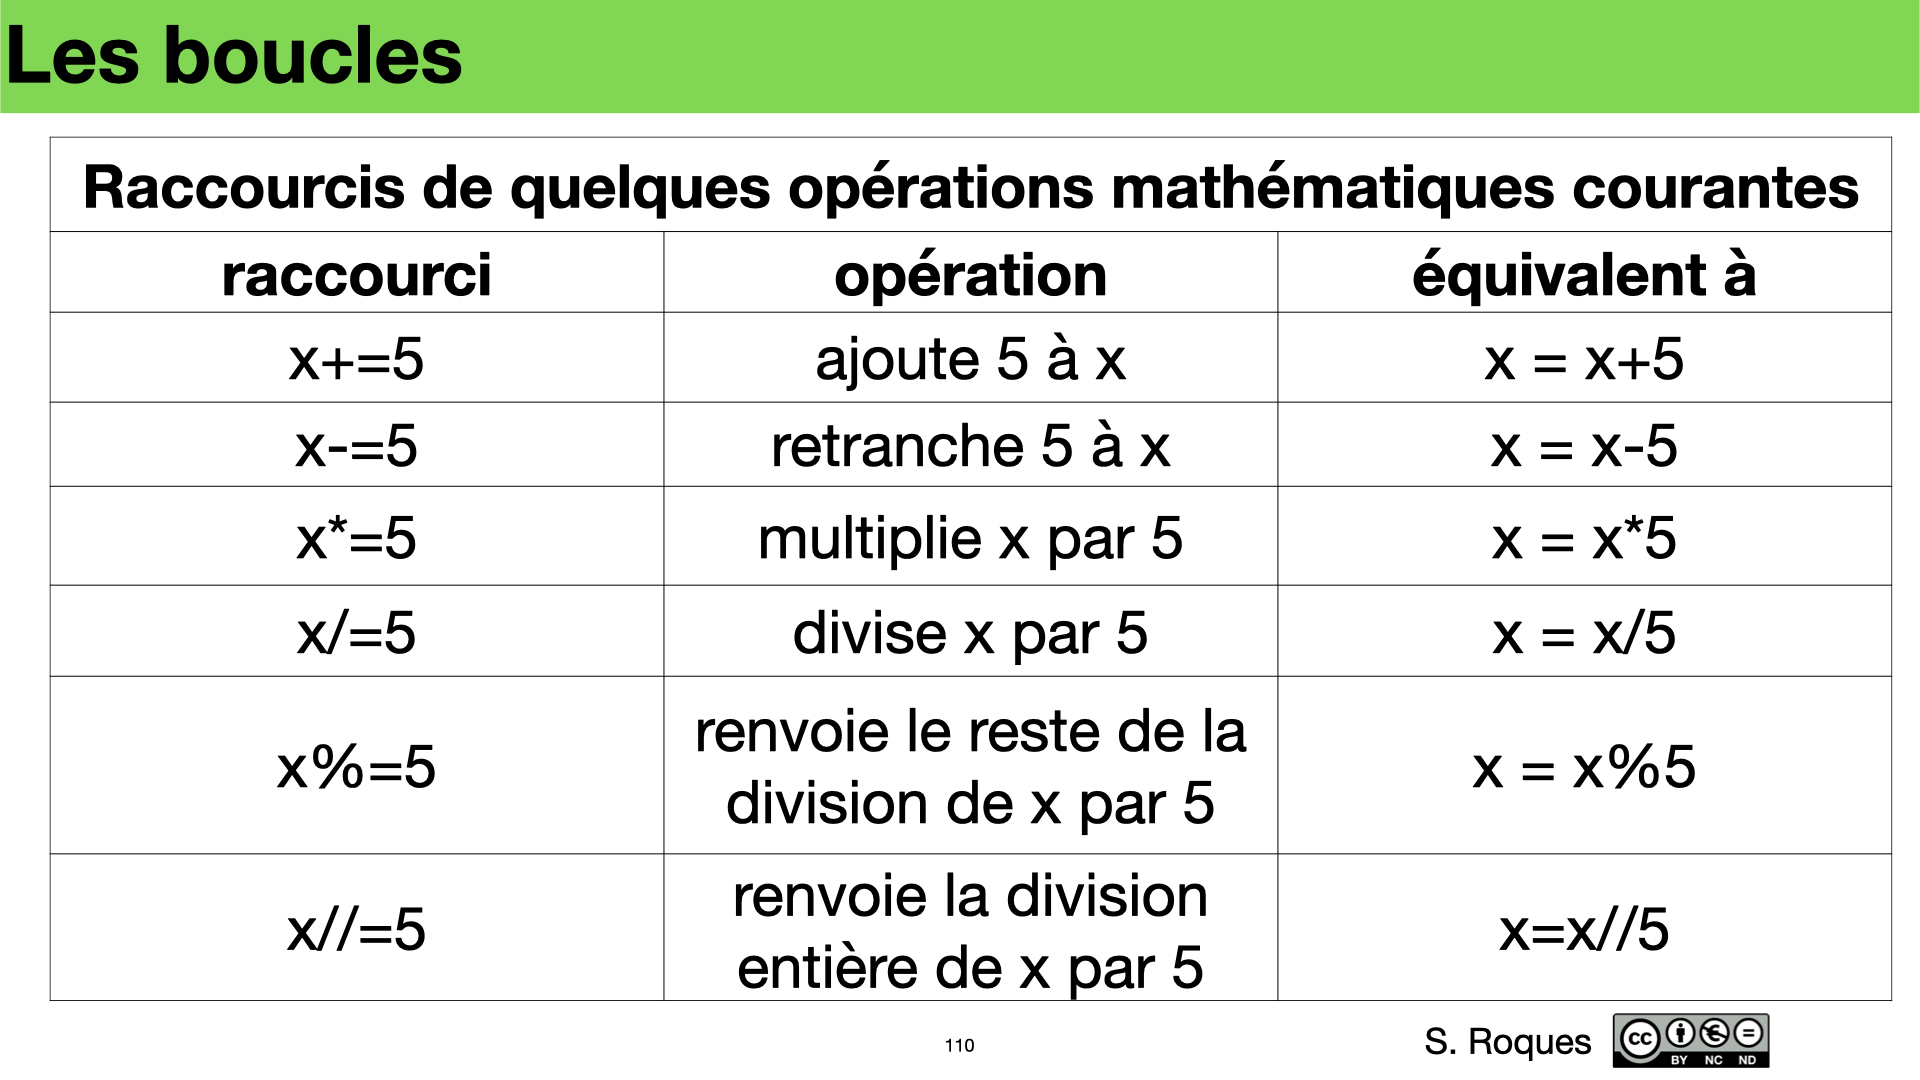 Les boucles
Raccourcis de quelques opérations mathématiques courantes
raccourci opération équivalent à
x+=5 ajoute 5 à x x = x+5
x-=5 retranche 5 à x x = x-5
x*=5 multiplie x par 5 x = x*5
x/=5 divise x par 5 x = x/5
x%=5 renvoie le reste de la division de x par 5 x = x%5
x//=5 renvoie la division entière de x par 5 x=x//5
110
S. Roques
cc BY NC ND